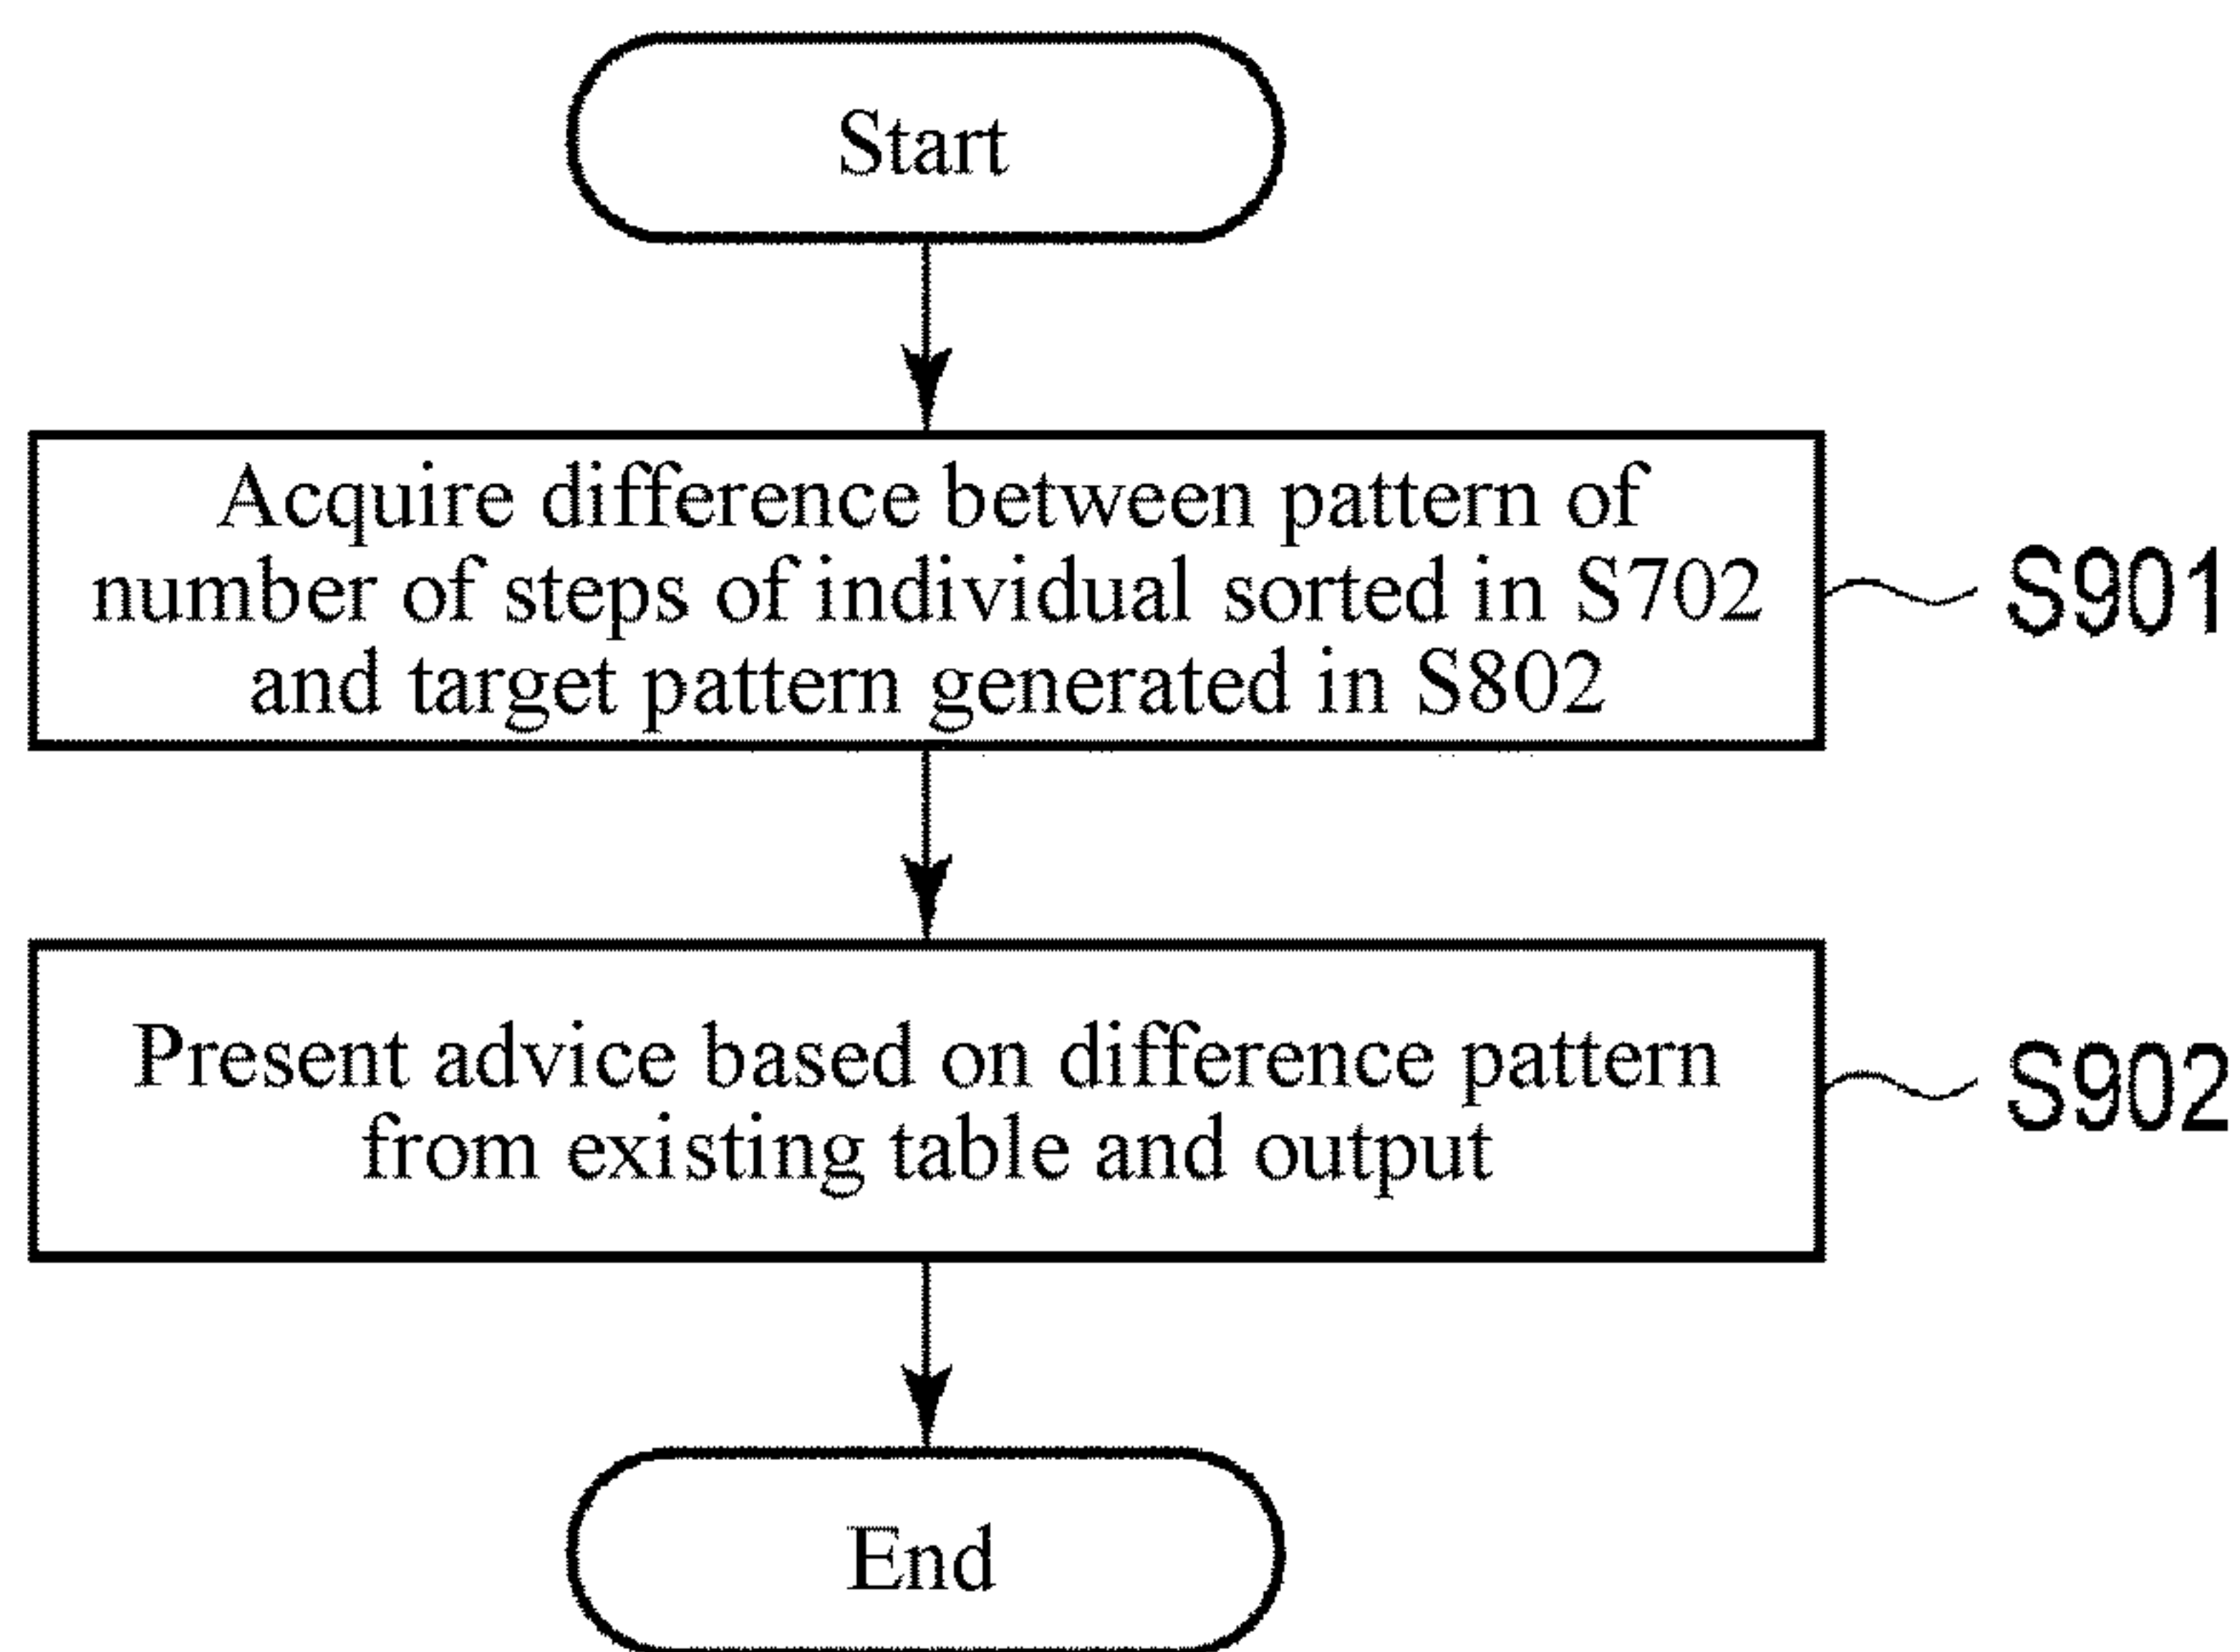 Start
Acquire difference between pattern of
number of steps of individual sorted in S702
and target pattern generated in S802
S901
Present advice based on difference pattern
from existing table and output
S902
End